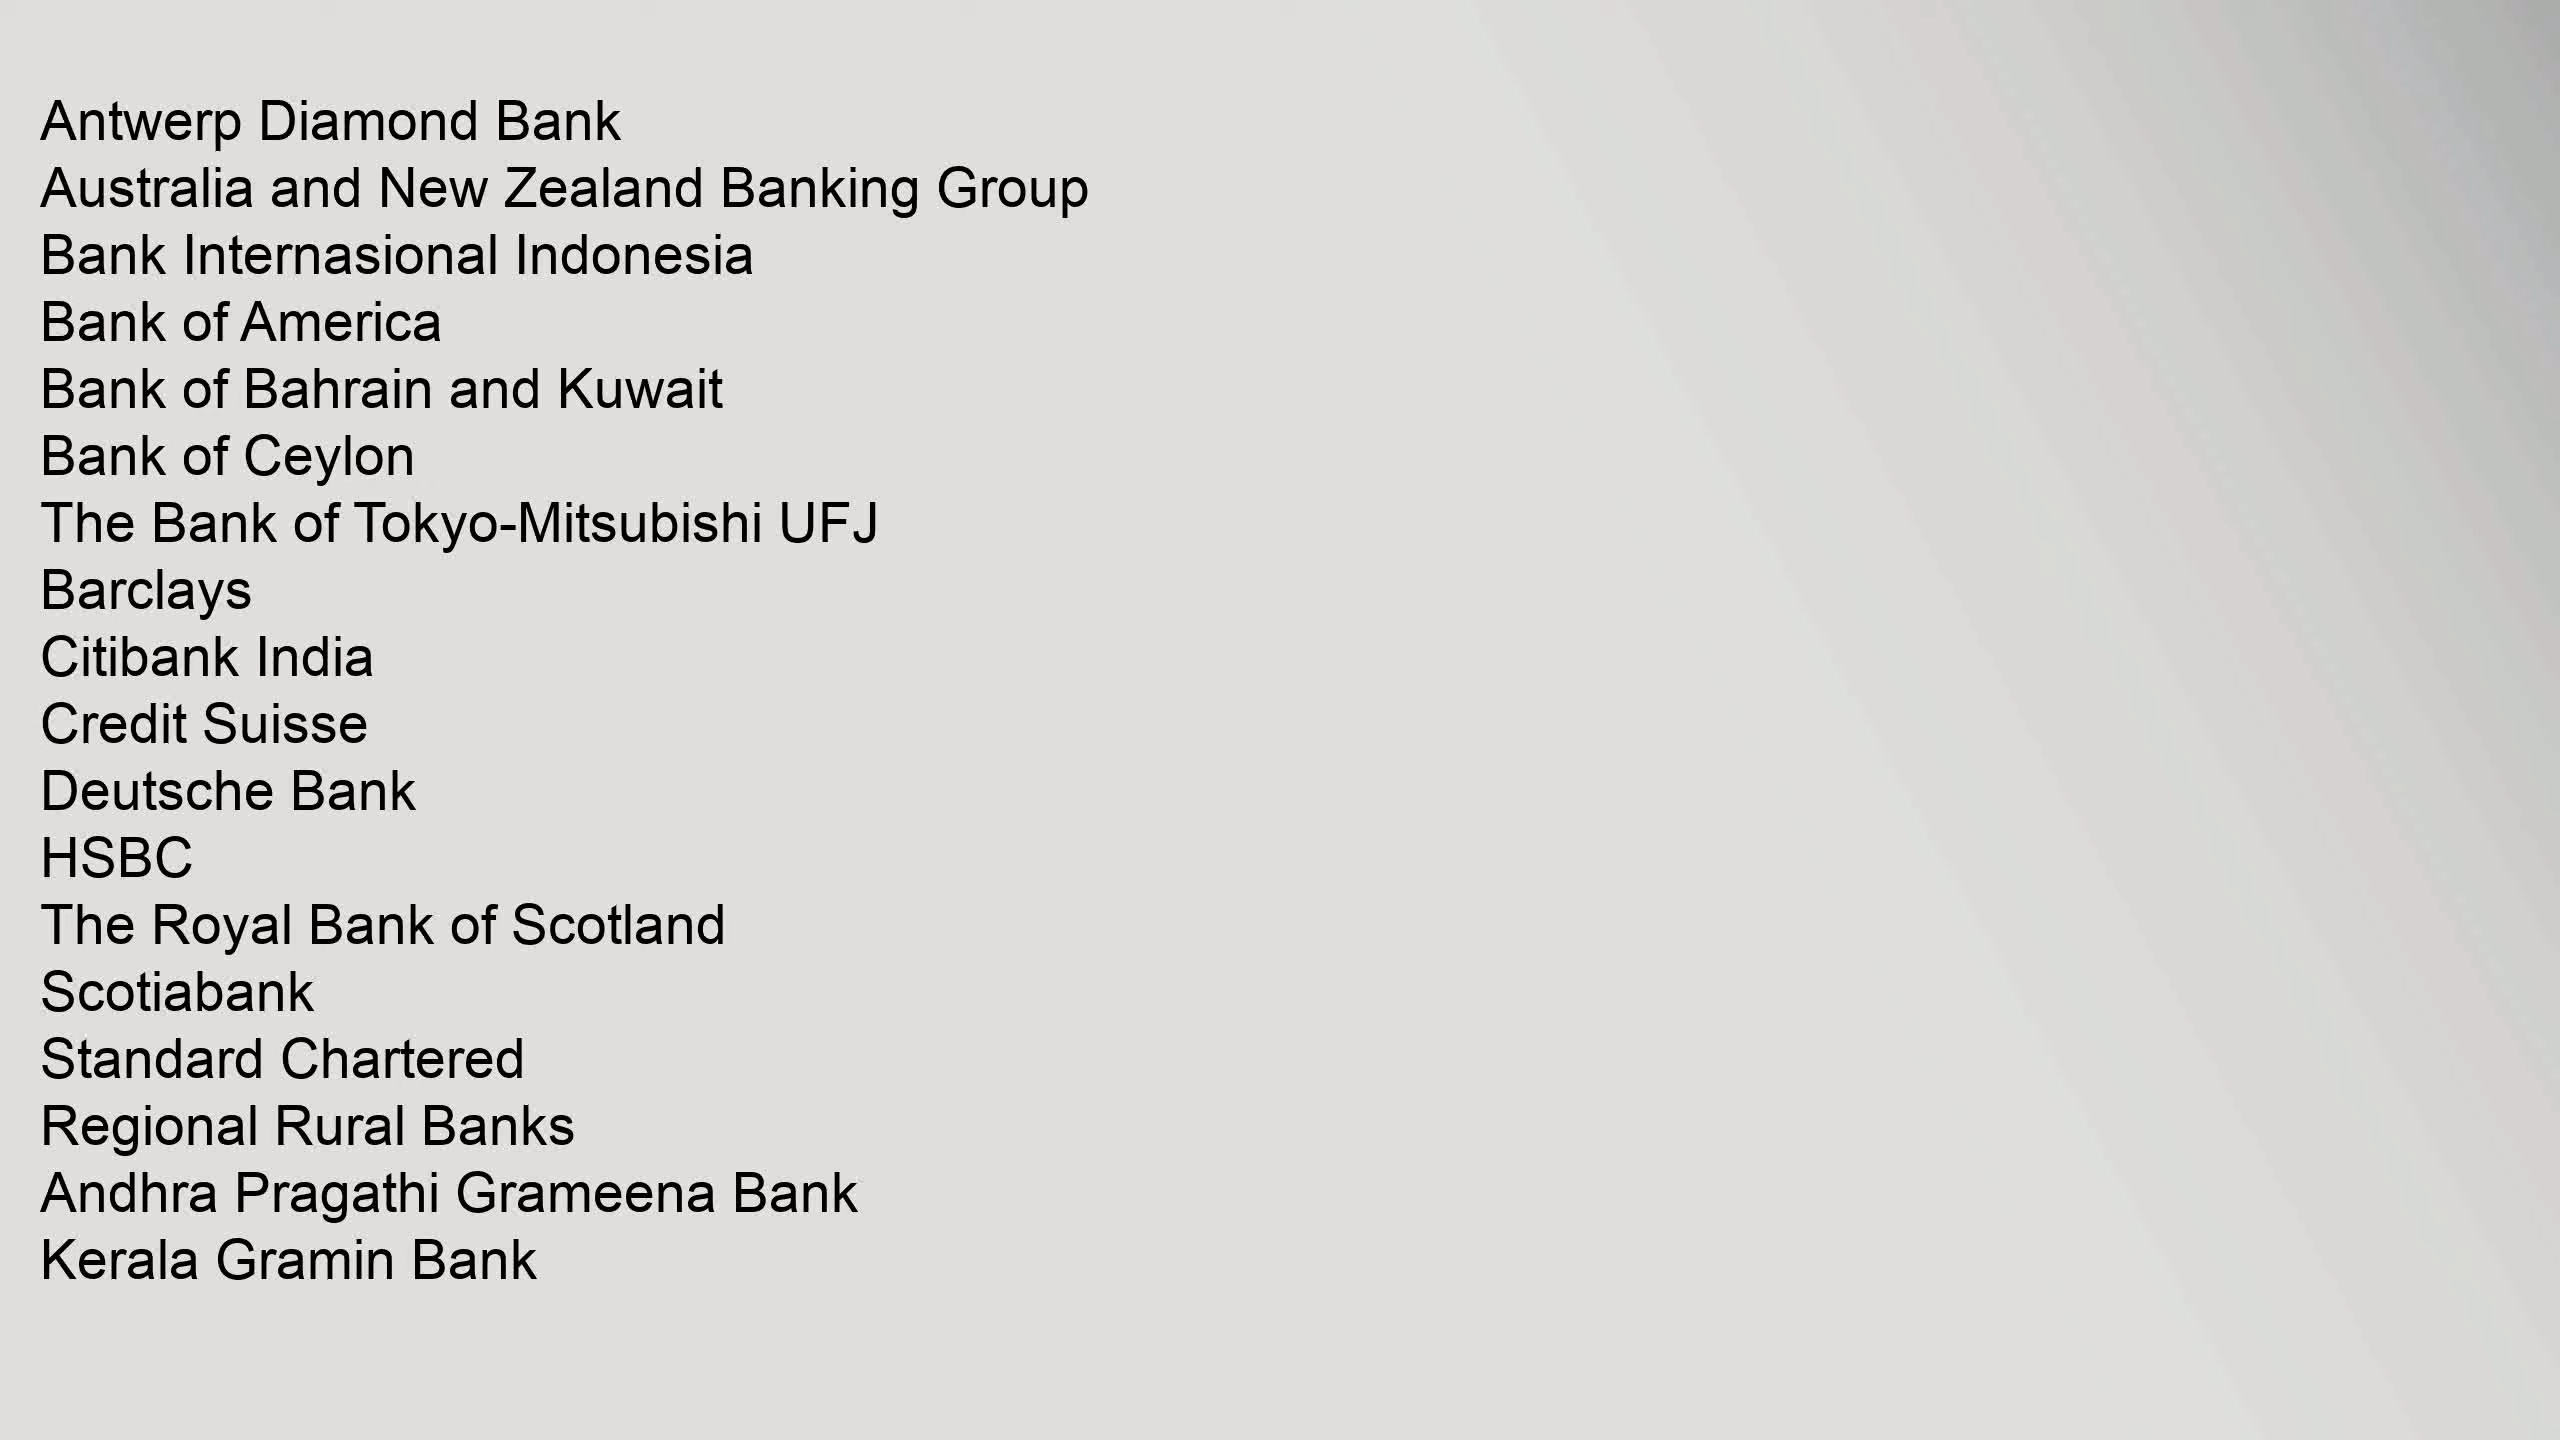 Antwerp Diamond Bank
Australia and New Zealand Banking Group
Bank Internasional Indonesia
Bank of America
Bank of Bahrain and Kuwait
Bank of Ceylon
The Bank of Tokyo-Mitsubishi UFJ
Barclays
Citibank India
Credit Suisse
Deutsche Bank
HSBC
The Royal Bank of Scotland
Scotiabank
Standard Chartered
Regional Rural Banks
Andhra Pragathi Grameena Bank
Kerala Gramin Bank